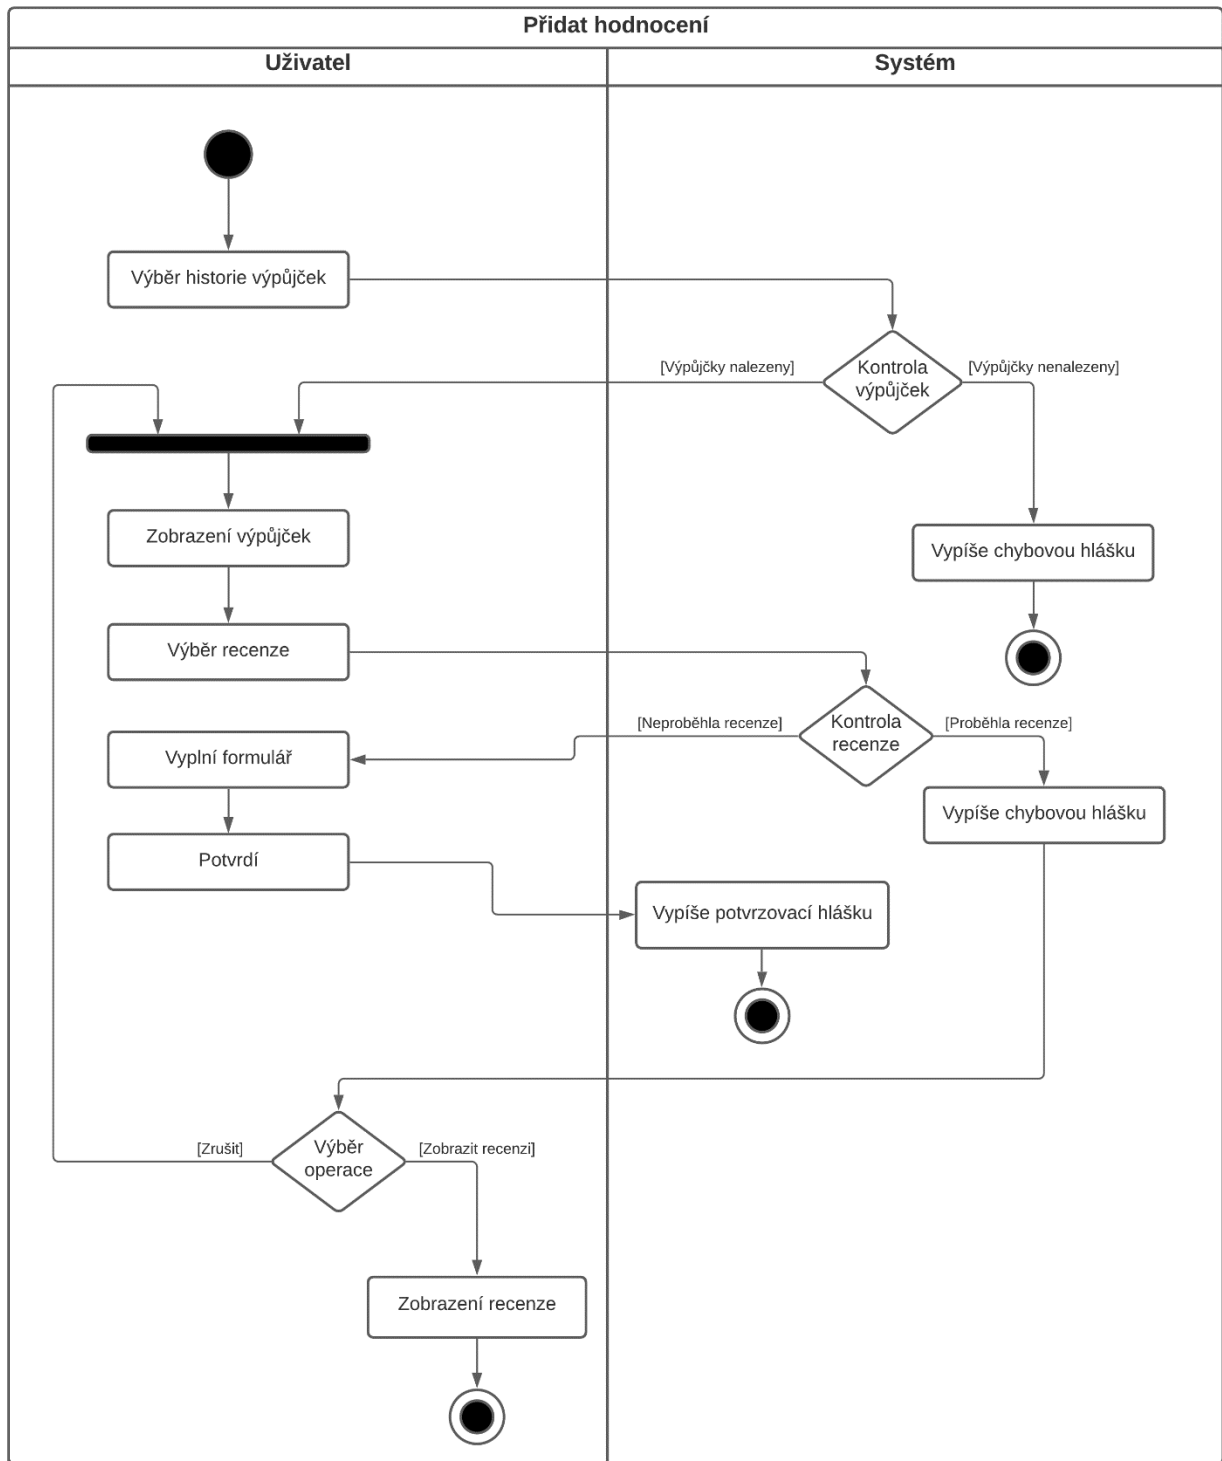 Přidat hodnocení
Uživatel
Systém
Výběr historie výpůjček
[Výpůjčky nalezeny]
Kontrola
výpůjček
[Výpůjčky nenalezeny]
Zobrazení výpůjček
Vypíše chybovou hlášku
Výběr recenze
[Neproběhla recenze]
Kontrola
recenze
[Proběhla recenze]
Vyplní formulář
Vypíše chybovou hlášku
Potvrdí
Vypíše potvrzovací hlášku
[Zrušit]
Výběr
operace
[Zobrazit recenzi]
Zobrazení recenze